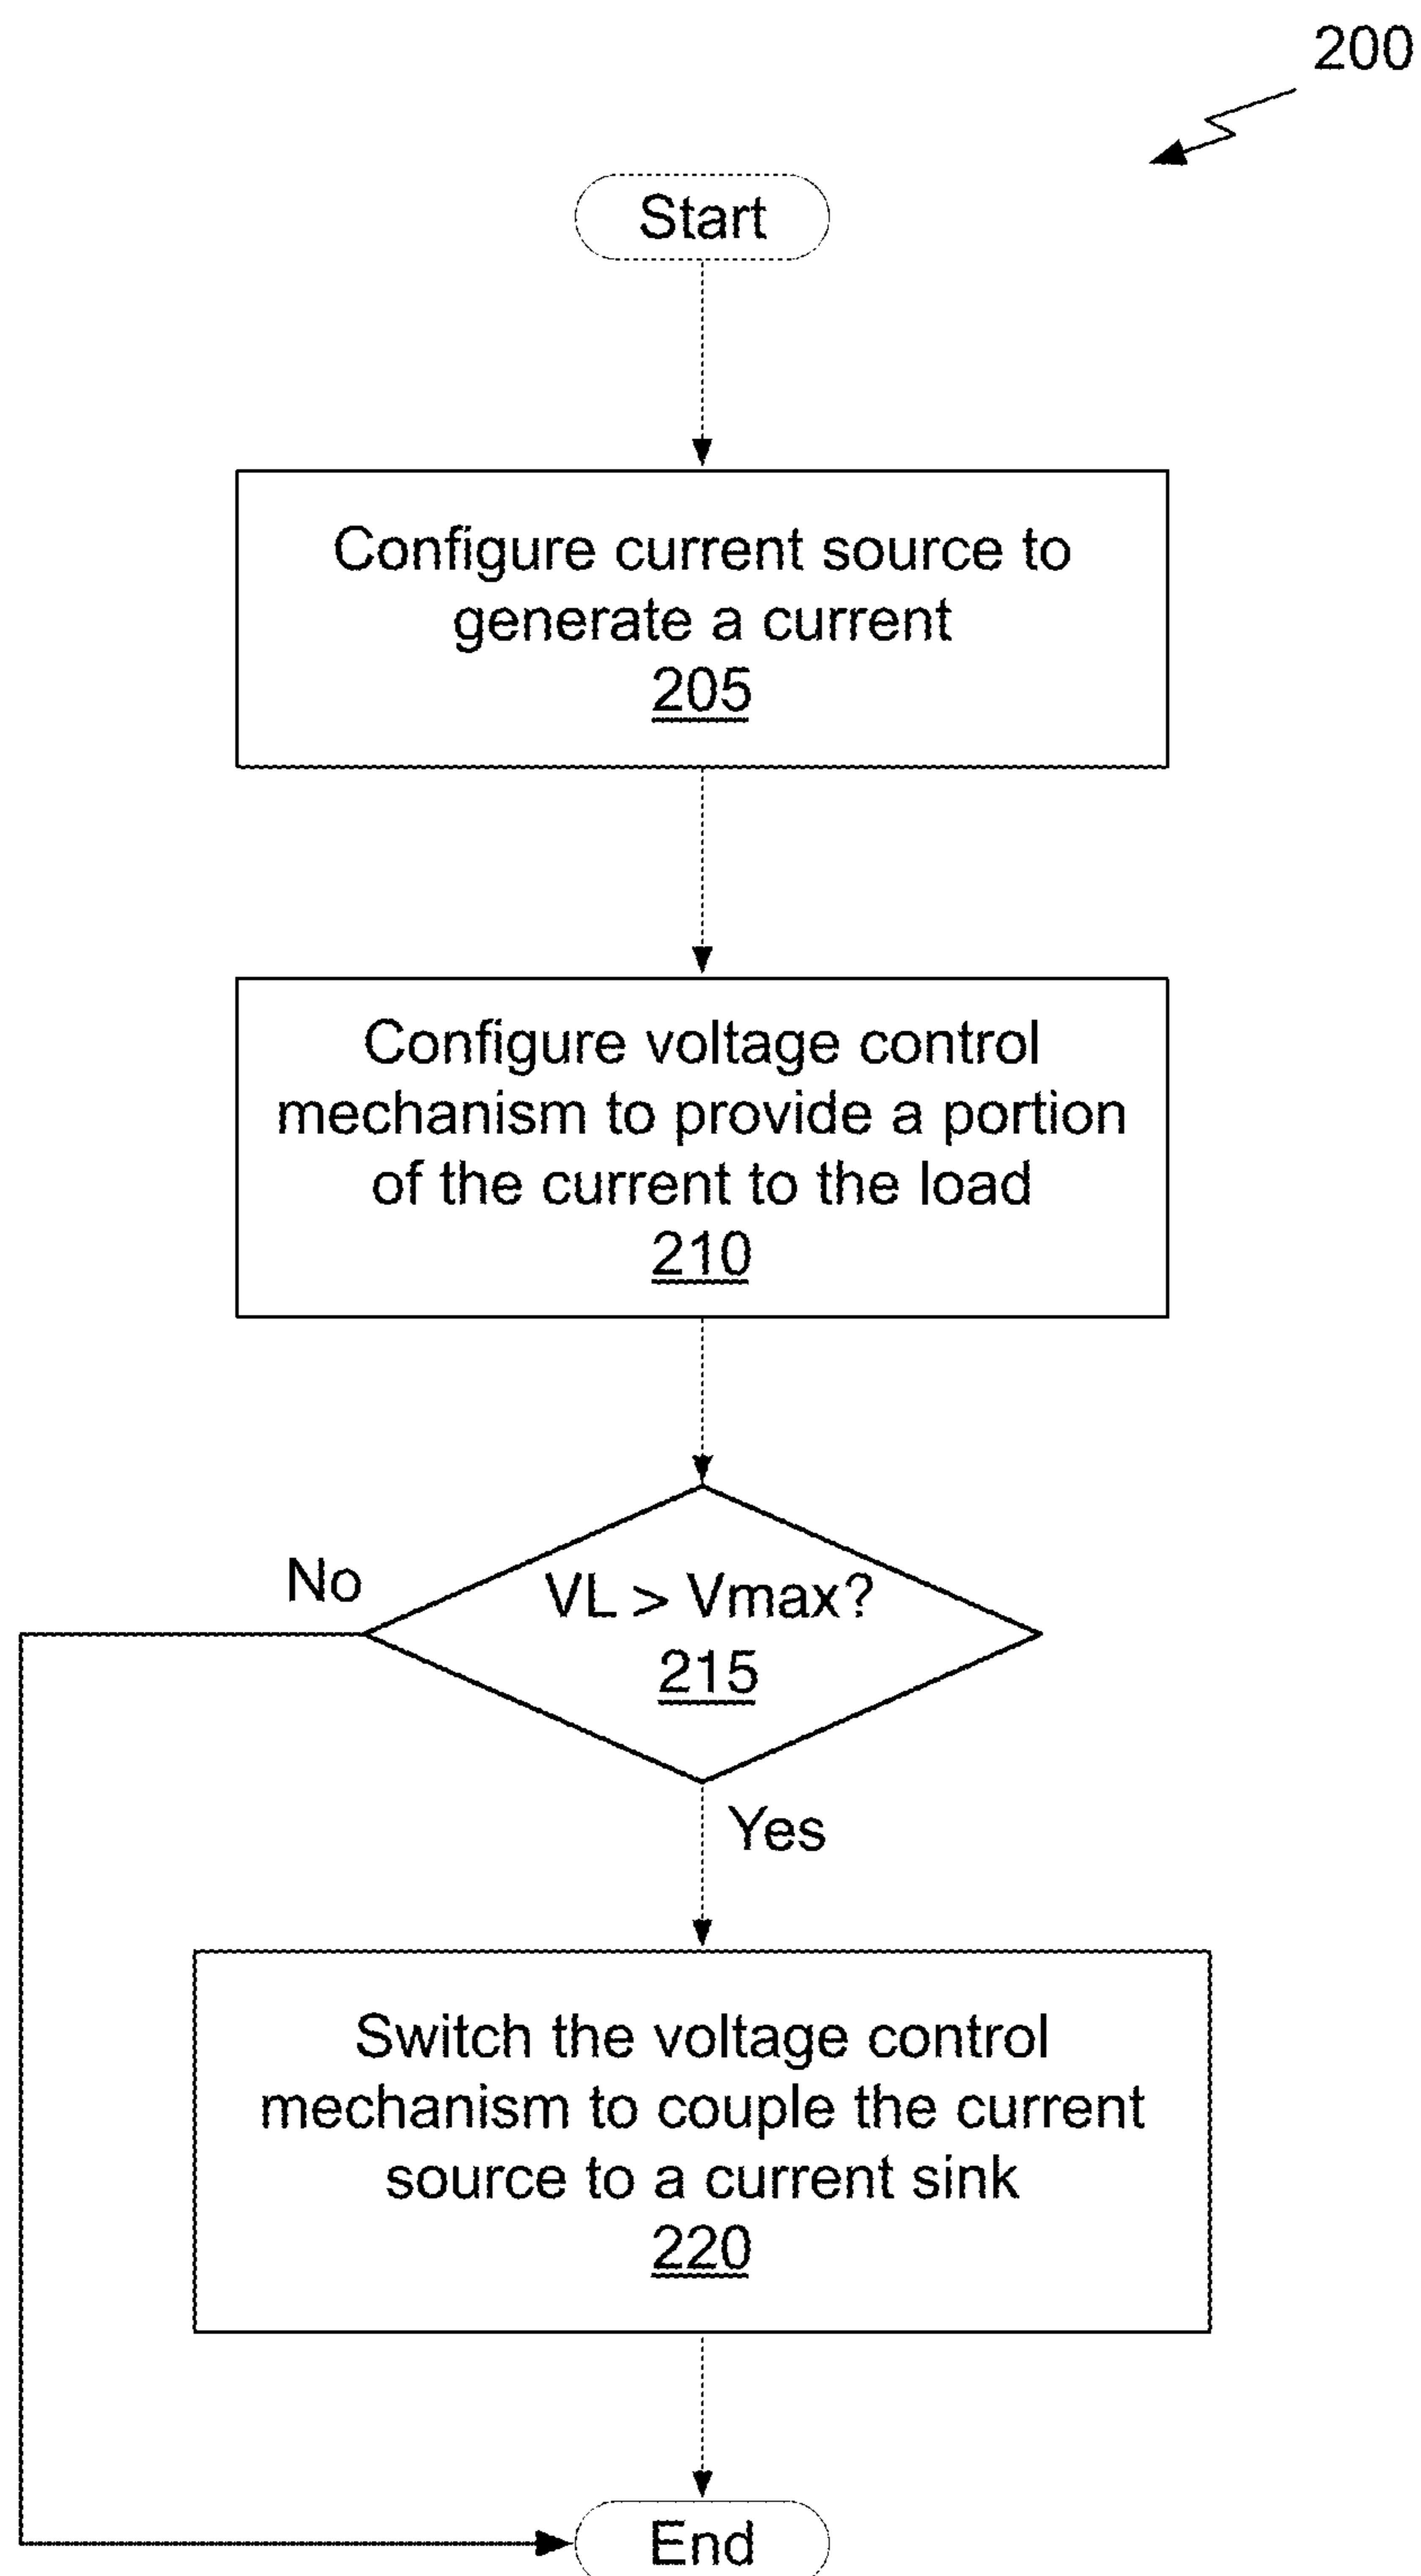 200
Start
Configure current source to
generate a current
205
Configure voltage control
mechanism to provide a portion
of the current to the load
210
No
VL > Vmax?
215
Yes
Switch the voltage control
mechanism to couple the current
source to a current sink
220
End